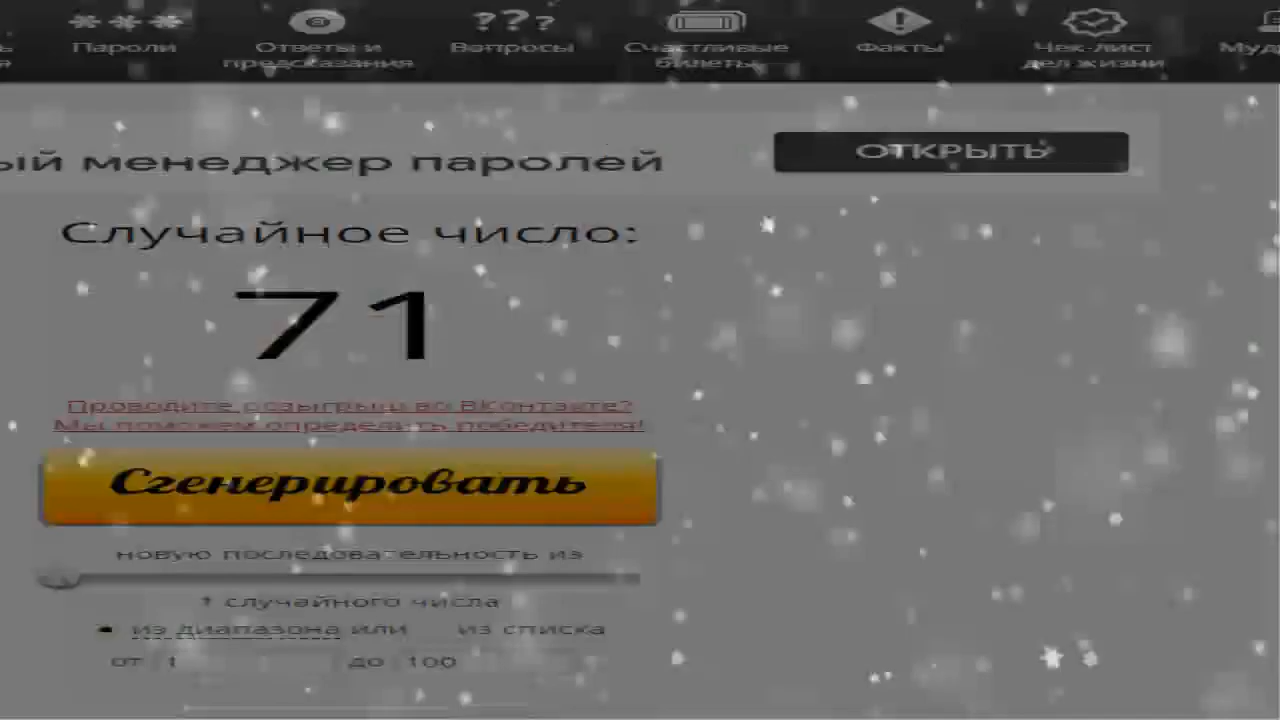 Пароли
Ответы и
предсказания
Вопросы
Счастливые
билеты
Факты
Чек-лист
дел жизни
ый менеджер паролей
ОТКРЫТЬ
Случайное число:
71
Проводите розыгрыш во ВКонтакте?
Мы поможем определить победителя!
Сгенерировать
новую последовательность из
1 случайного числа
из диапазона или из списка
от 1 до 100